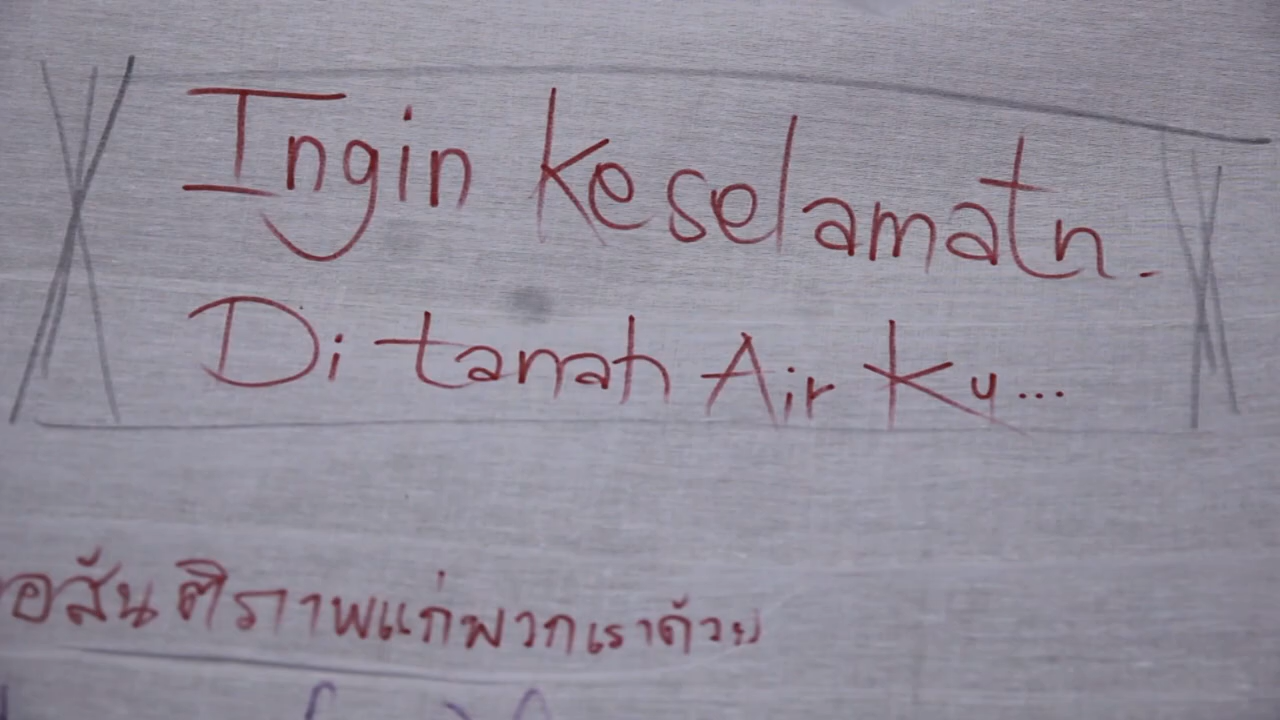 Ingin Keselamatn.
Di tanah Air Ku...
อสันติภาพแก่พวกเราด้วย